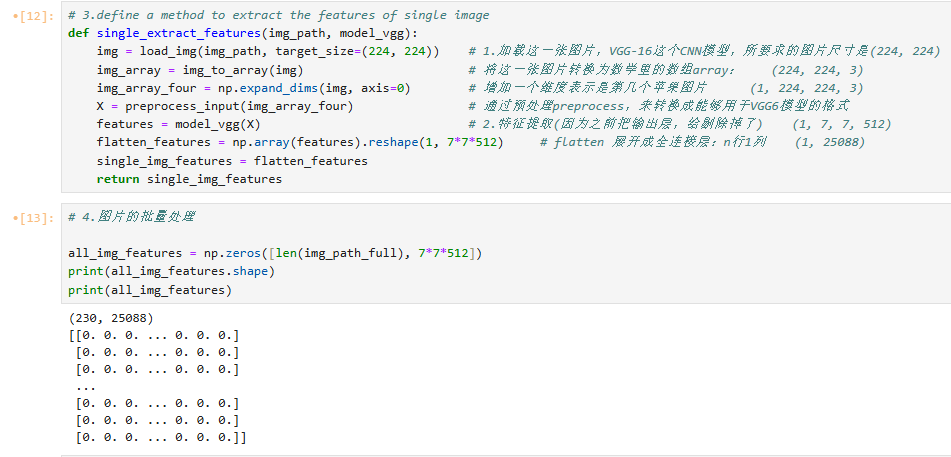 [12]: # 3.define a method to extract the features of single image
def single_extract_features(img_path, model_vgg):
img = load_img(img_path, target_size=(224, 224)) # 1.加载这一张图片，VGG-16这个CNN模型，所要求的图片尺寸是(224, 224)
img_array = img_to_array(img) # 将这一张图片转换为数学里的数组array： (224, 224, 3)
img_array_four = np.expand_dims(img, axis=0) # 增加一个维度表示是第几个苹果图片 (1, 224, 224, 3)
X = preprocess_input(img_array_four) # 通过预处理preprocess，来转换成能够用于VGG6模型的格式
features = model_vgg(X) # 2.特征提取(因为之前把输出层，给剔除掉了) (1, 7, 7, 512)
flatten_features = np.array(features).reshape(1, 7*7*512) # flatten 展开成全连接层：n行1列 (1, 25088)
single_img_features = flatten_features
return single_img_features
[13]: # 4.图片的批量处理
all_img_features = np.zeros([len(img_path_full), 7*7*512])
print(all_img_features.shape)
print(all_img_features)
(230, 25088)
[[0. 0. 0. ... 0. 0. 0.]
[0. 0. 0. ... 0. 0. 0.]
[0. 0. 0. ... 0. 0. 0.]
...
[0. 0. 0. ... 0. 0. 0.]
[0. 0. 0. ... 0. 0. 0.]
[0. 0. 0. ... 0. 0. 0.]]